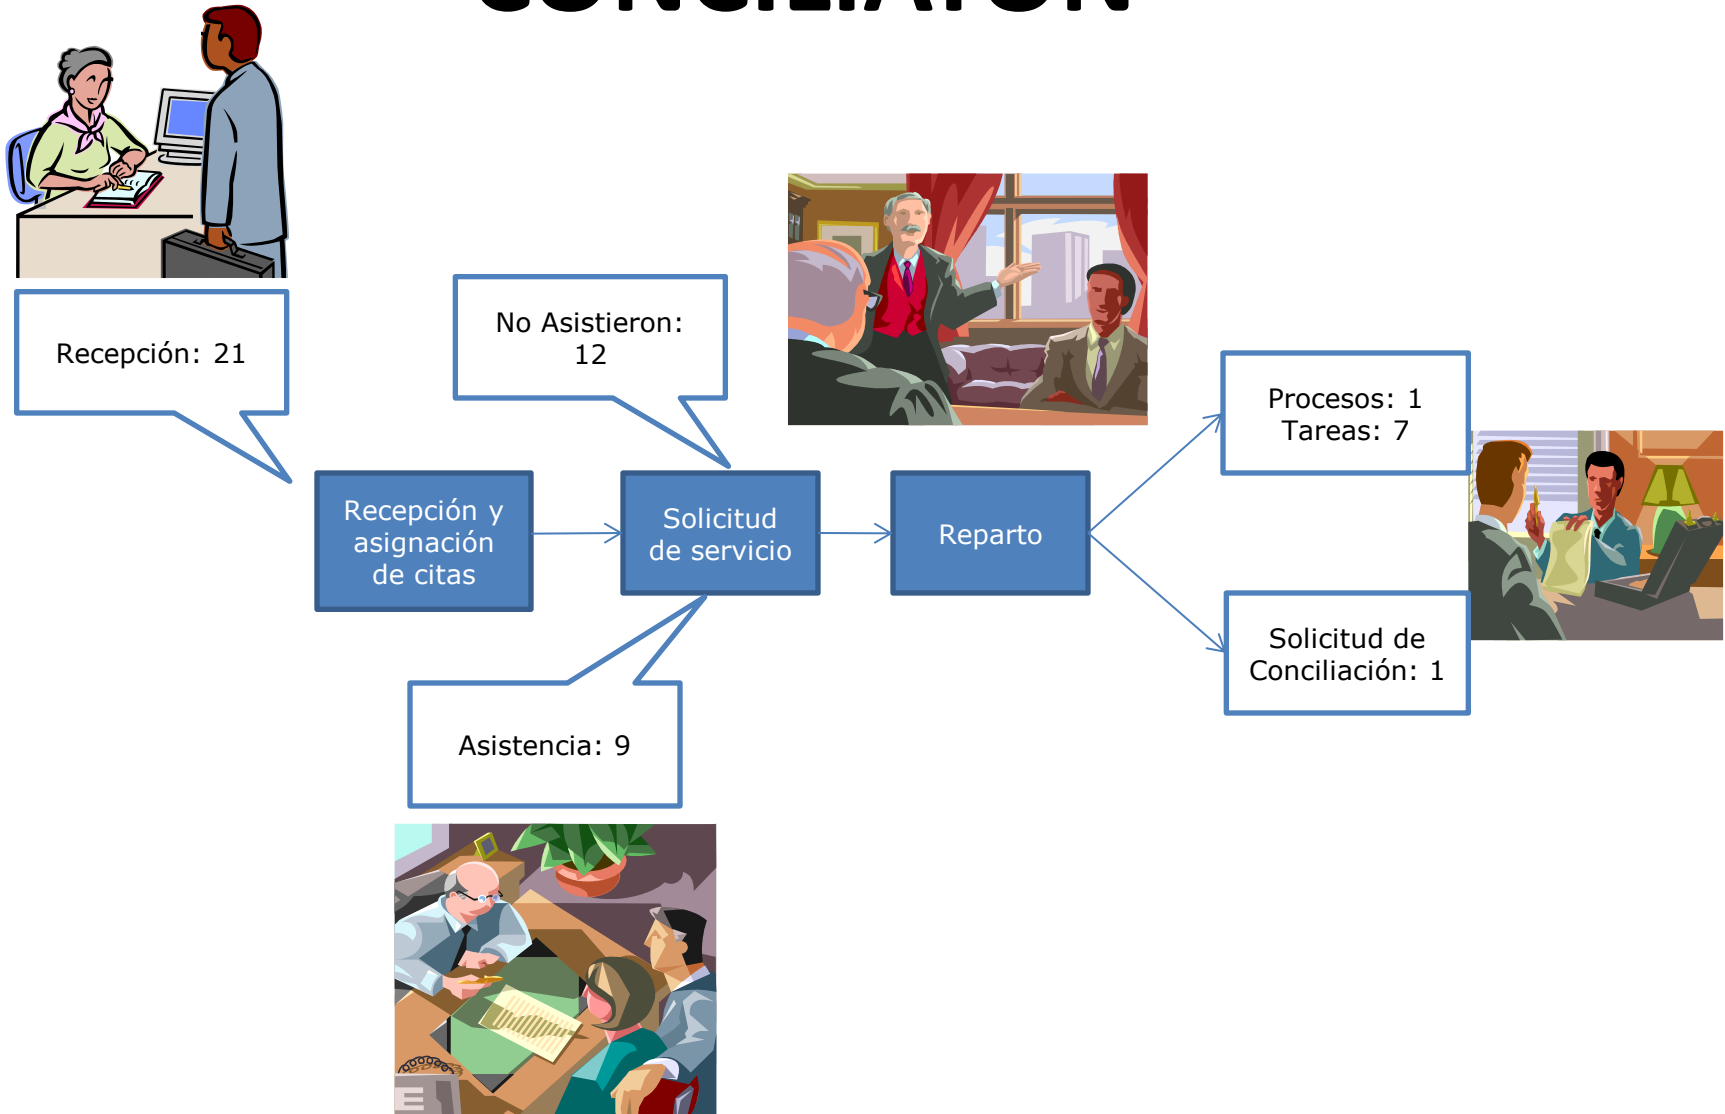 CONCILIATON
Recepción: 21
No Asistieron:
12
Procesos: 1
Tareas: 7
Recepción y
asignación
de citas
Solicitud
de servicio
Reparto
Solicitud de
Conciliación: 1
Asistencia: 9